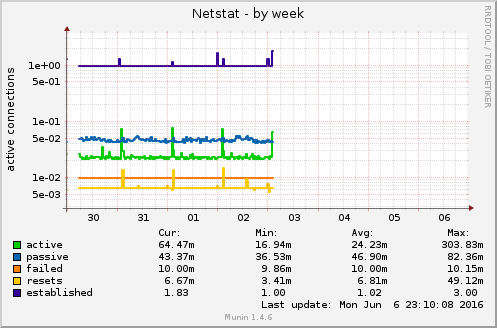 Netstat - by week
RRDTOOL / TOBI OETIKER
active connections
1e+00
5e-01
1e-01
5e-02
1e-02
5e-03
30 31 01 02 03 04 05 06
Cur: Min: Avg: Max:
active 64.47m 16.94m 24.23m 303.83m
passive 43.37m 36.53m 46.90m 82.36m
failed 10.00m 9.86m 10.00m 10.15m
resets 6.67m 3.41m 6.81m 49.12m
established 1.83 1.00 1.02 3.00
Last update: Mon Jun 6 23:10:08 2016
Munin 1.4.6